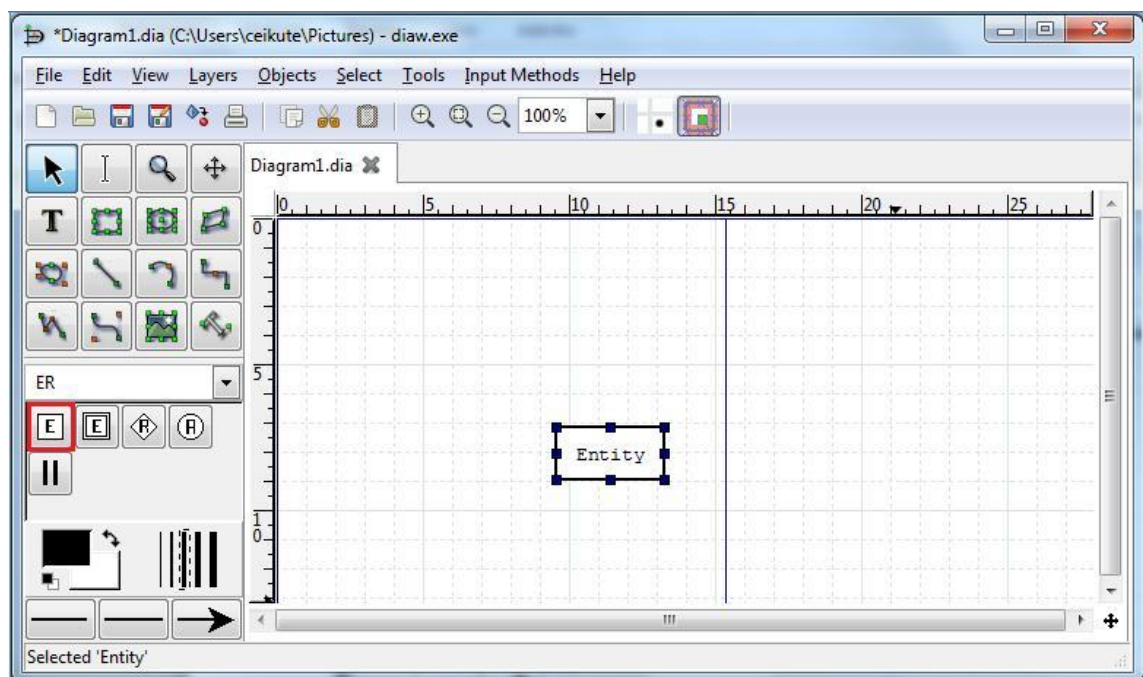 *Diagram1.dia (C:\Users\ceikute\Pictures) - diaw.exe
File Edit View Layers Objects Select Tools Input Methods Help
100%
Diagram1.dia
0 5 10 15 20 25
T
0
ER
5
E E R A
Entity
10
Selected 'Entity'